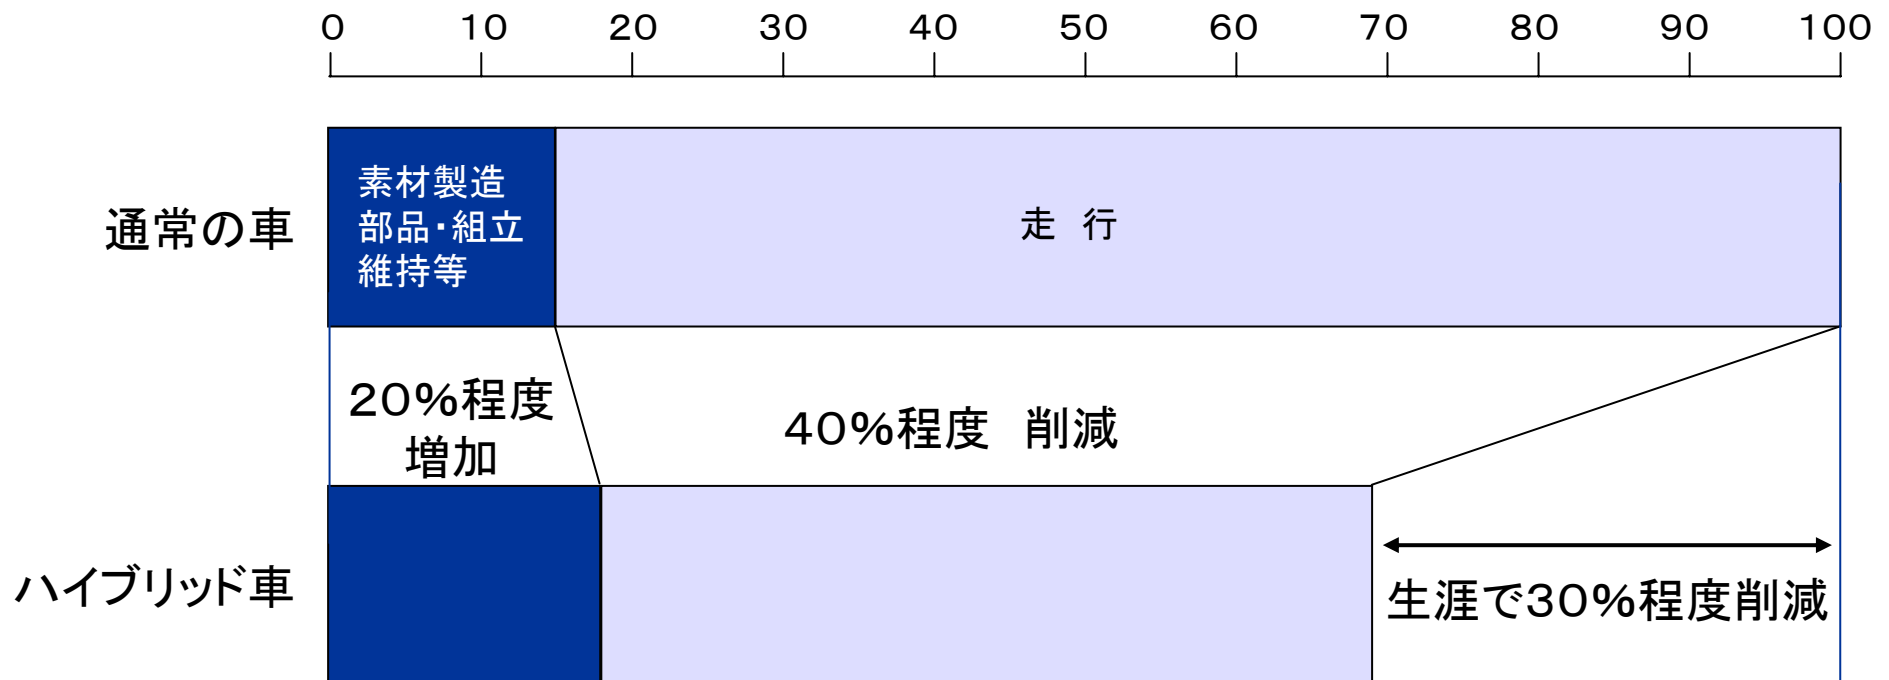 0 10 20 30 40 50 60 70 80 90 100
素材製造
部品・組立
維持等
通常の車
走 行
20%程度
増加
40%程度 削減
ハイブリッド車
生涯で30%程度削減